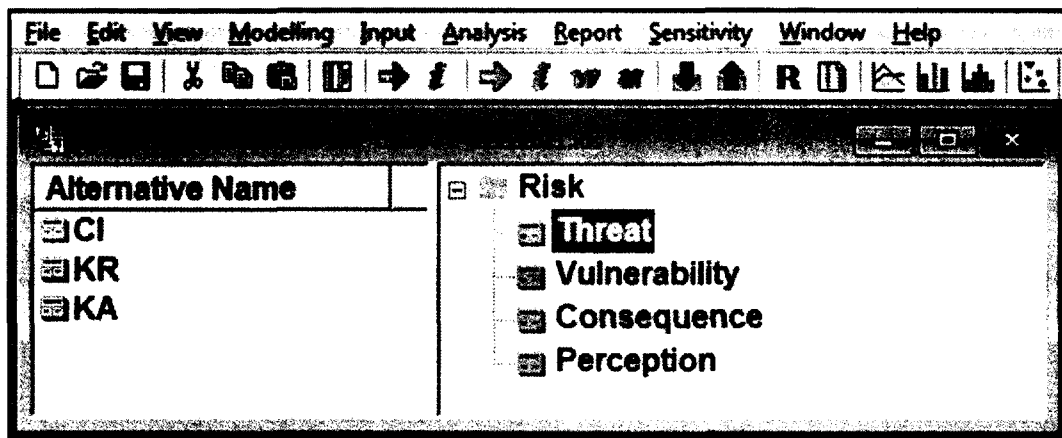 File Edit View Modelling Input Analysis Report Sensitivity Window Help
R
Alternative Name
CI
KR
KA
Risk
Threat
Vulnerability
Consequence
Perception